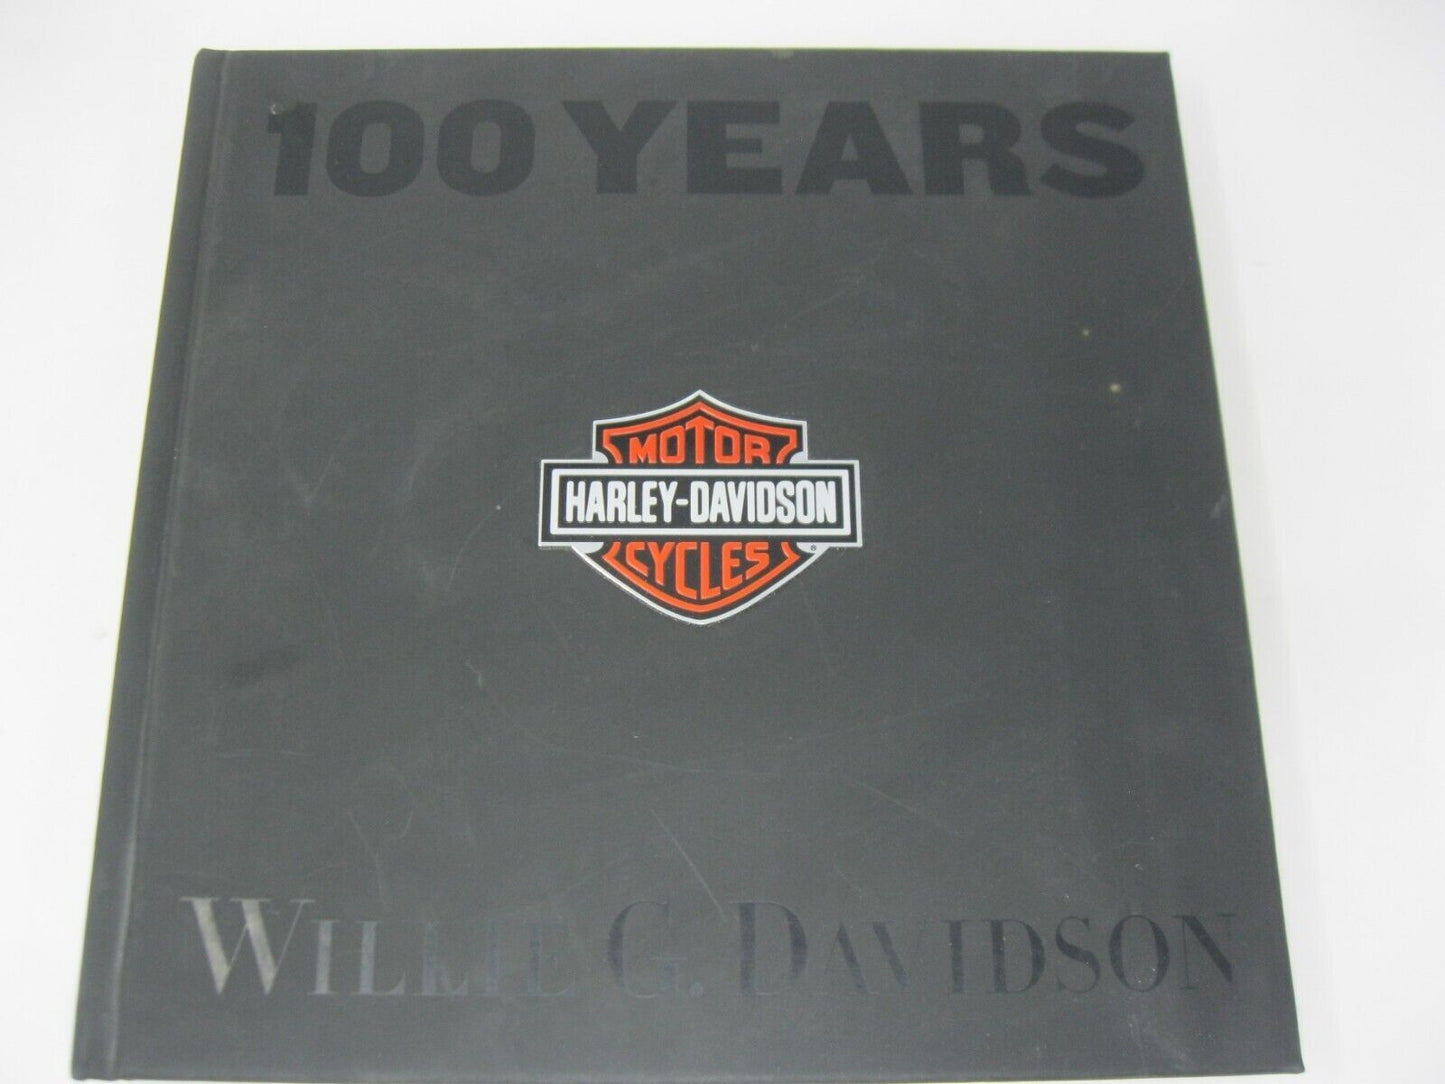 100 YEARS
MOTOR
HARLEY-DAVIDSON
CYCLES
®
WILLIE G. DAVIDSON